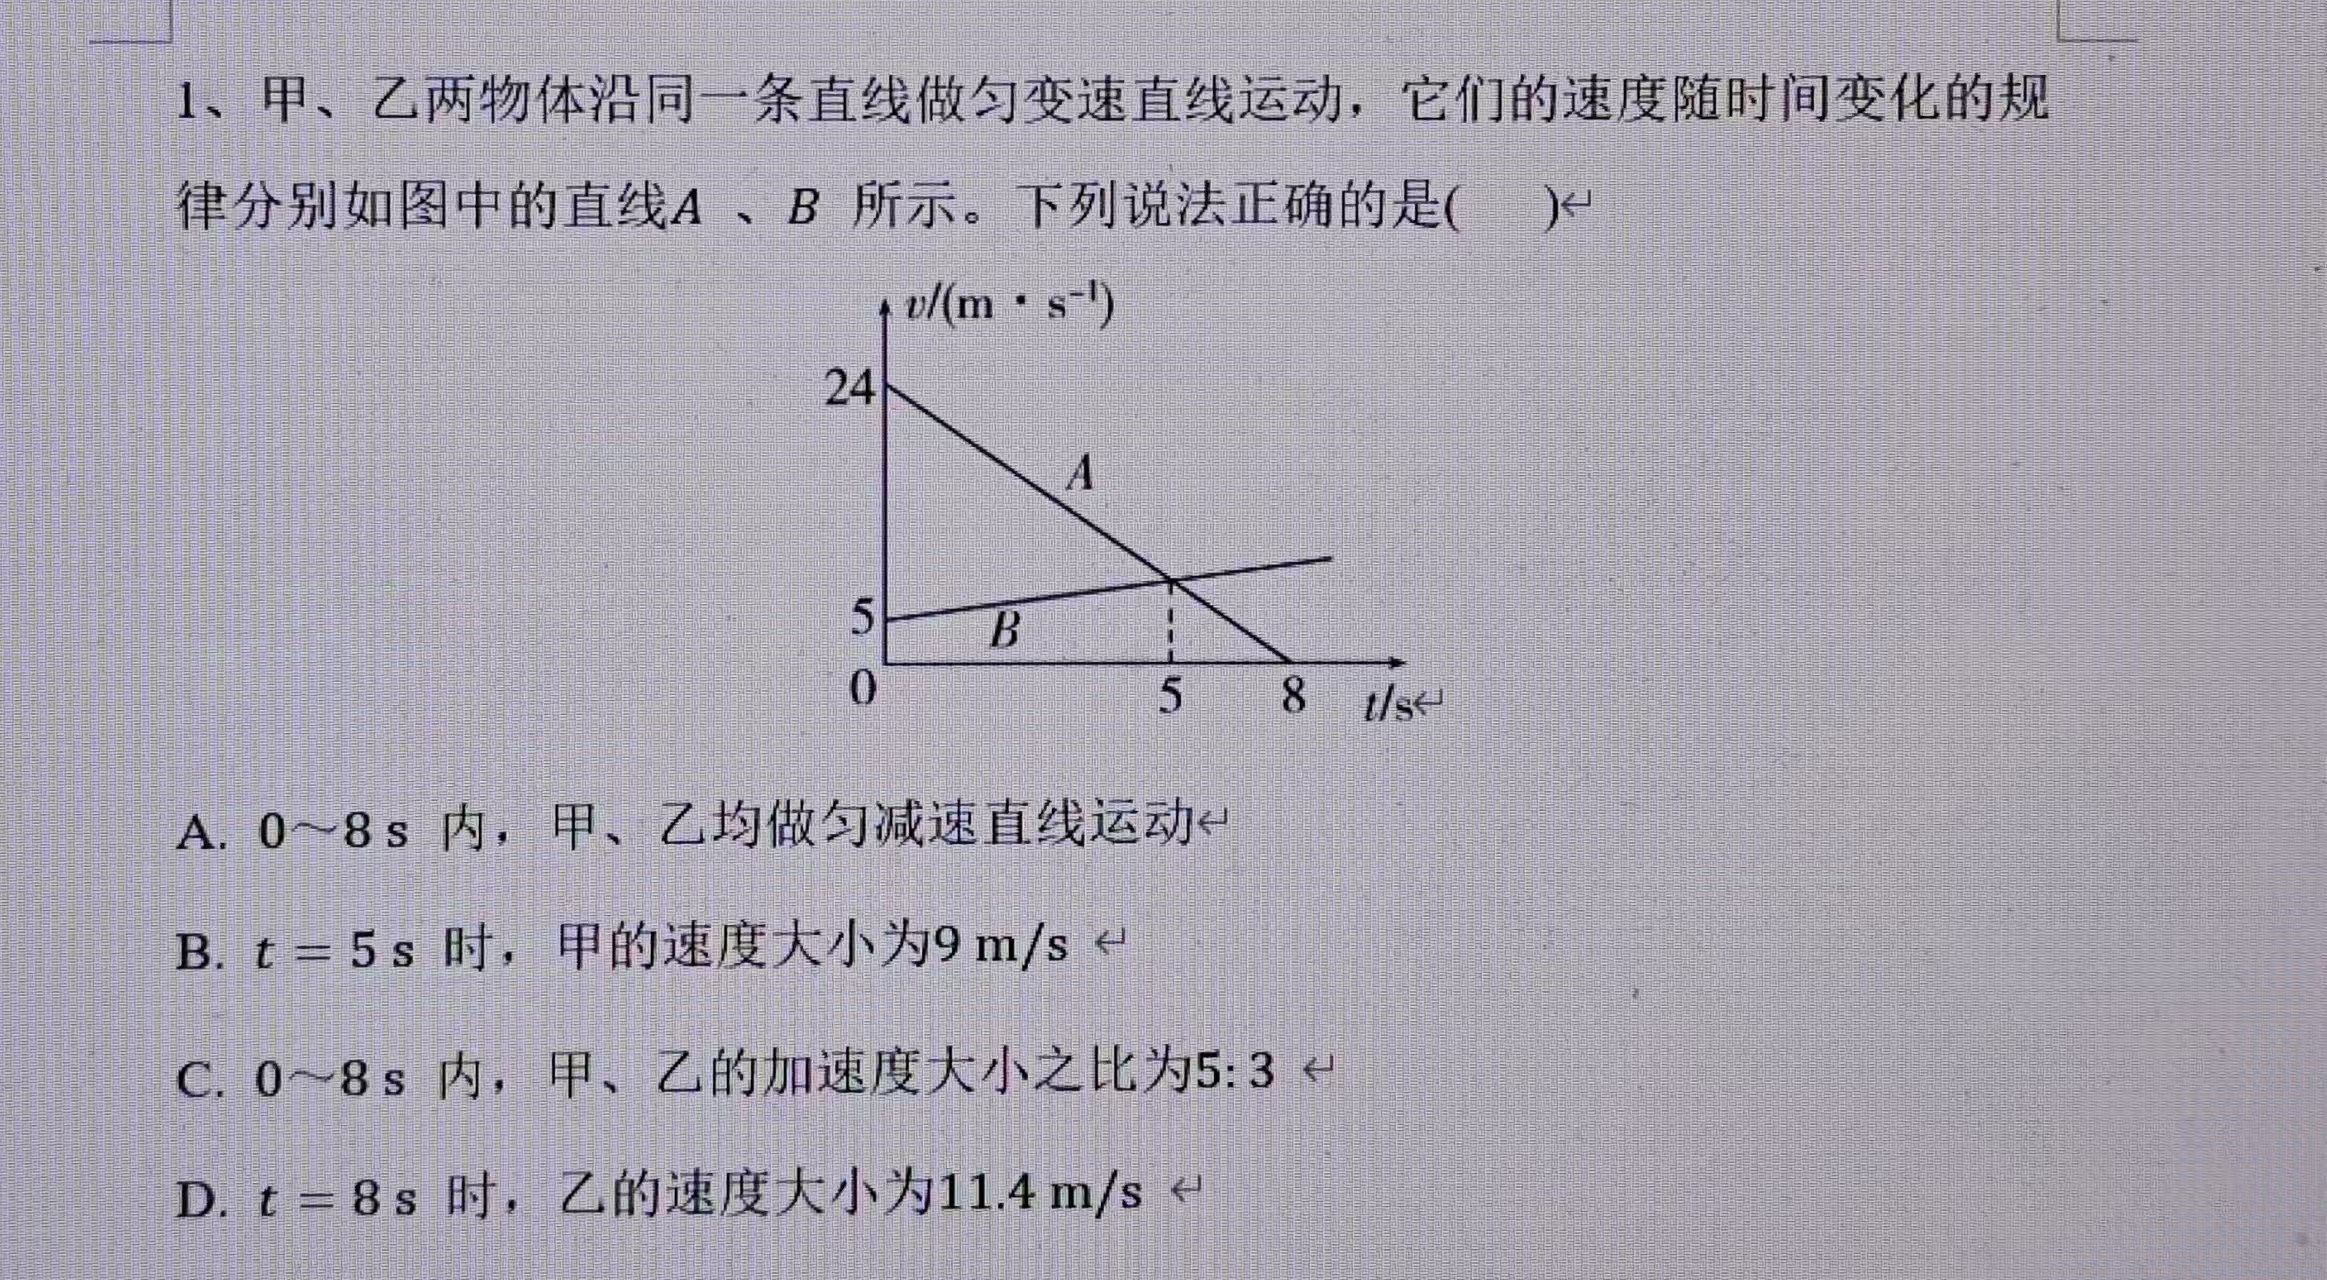 1、甲、乙两物体沿同一条直线做匀变速直线运动，它们的速度随时间变化的规
律分别如图中的直线A 、B 所示。下列说法正确的是(  )↵
v/(m · s⁻¹)
24
A
5
B
0
5
8
t/s↵
A. 0～8 s 内，甲、乙均做匀减速直线运动↵
B. t = 5 s 时，甲的速度大小为9 m/s ↵
C. 0～8 s 内，甲、乙的加速度大小之比为5: 3 ↵
D. t = 8 s 时，乙的速度大小为11.4 m/s ↵